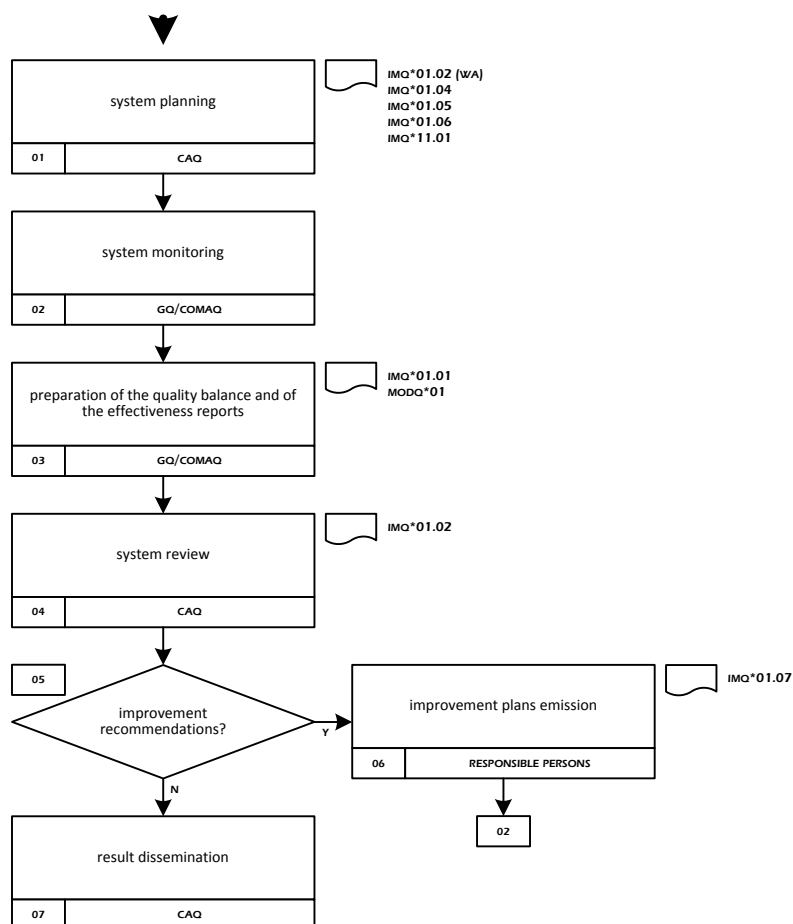 system planning
01
CAQ
IMQ*01.02 (WA)
IMQ*01.04
IMQ*01.05
IMQ*01.06
IMQ*11.01
system monitoring
02
GQ/COMAQ
preparation of the quality balance and of
the effectiveness reports
03
GQ/COMAQ
IMQ*01.01
MODQ*01
system review
04
CAQ
IMQ*01.02
05
improvement
recommendations?
Y
N
improvement plans emission
06
RESPONSIBLE PERSONS
IMQ*01.07
02
result dissemination
07
CAQ